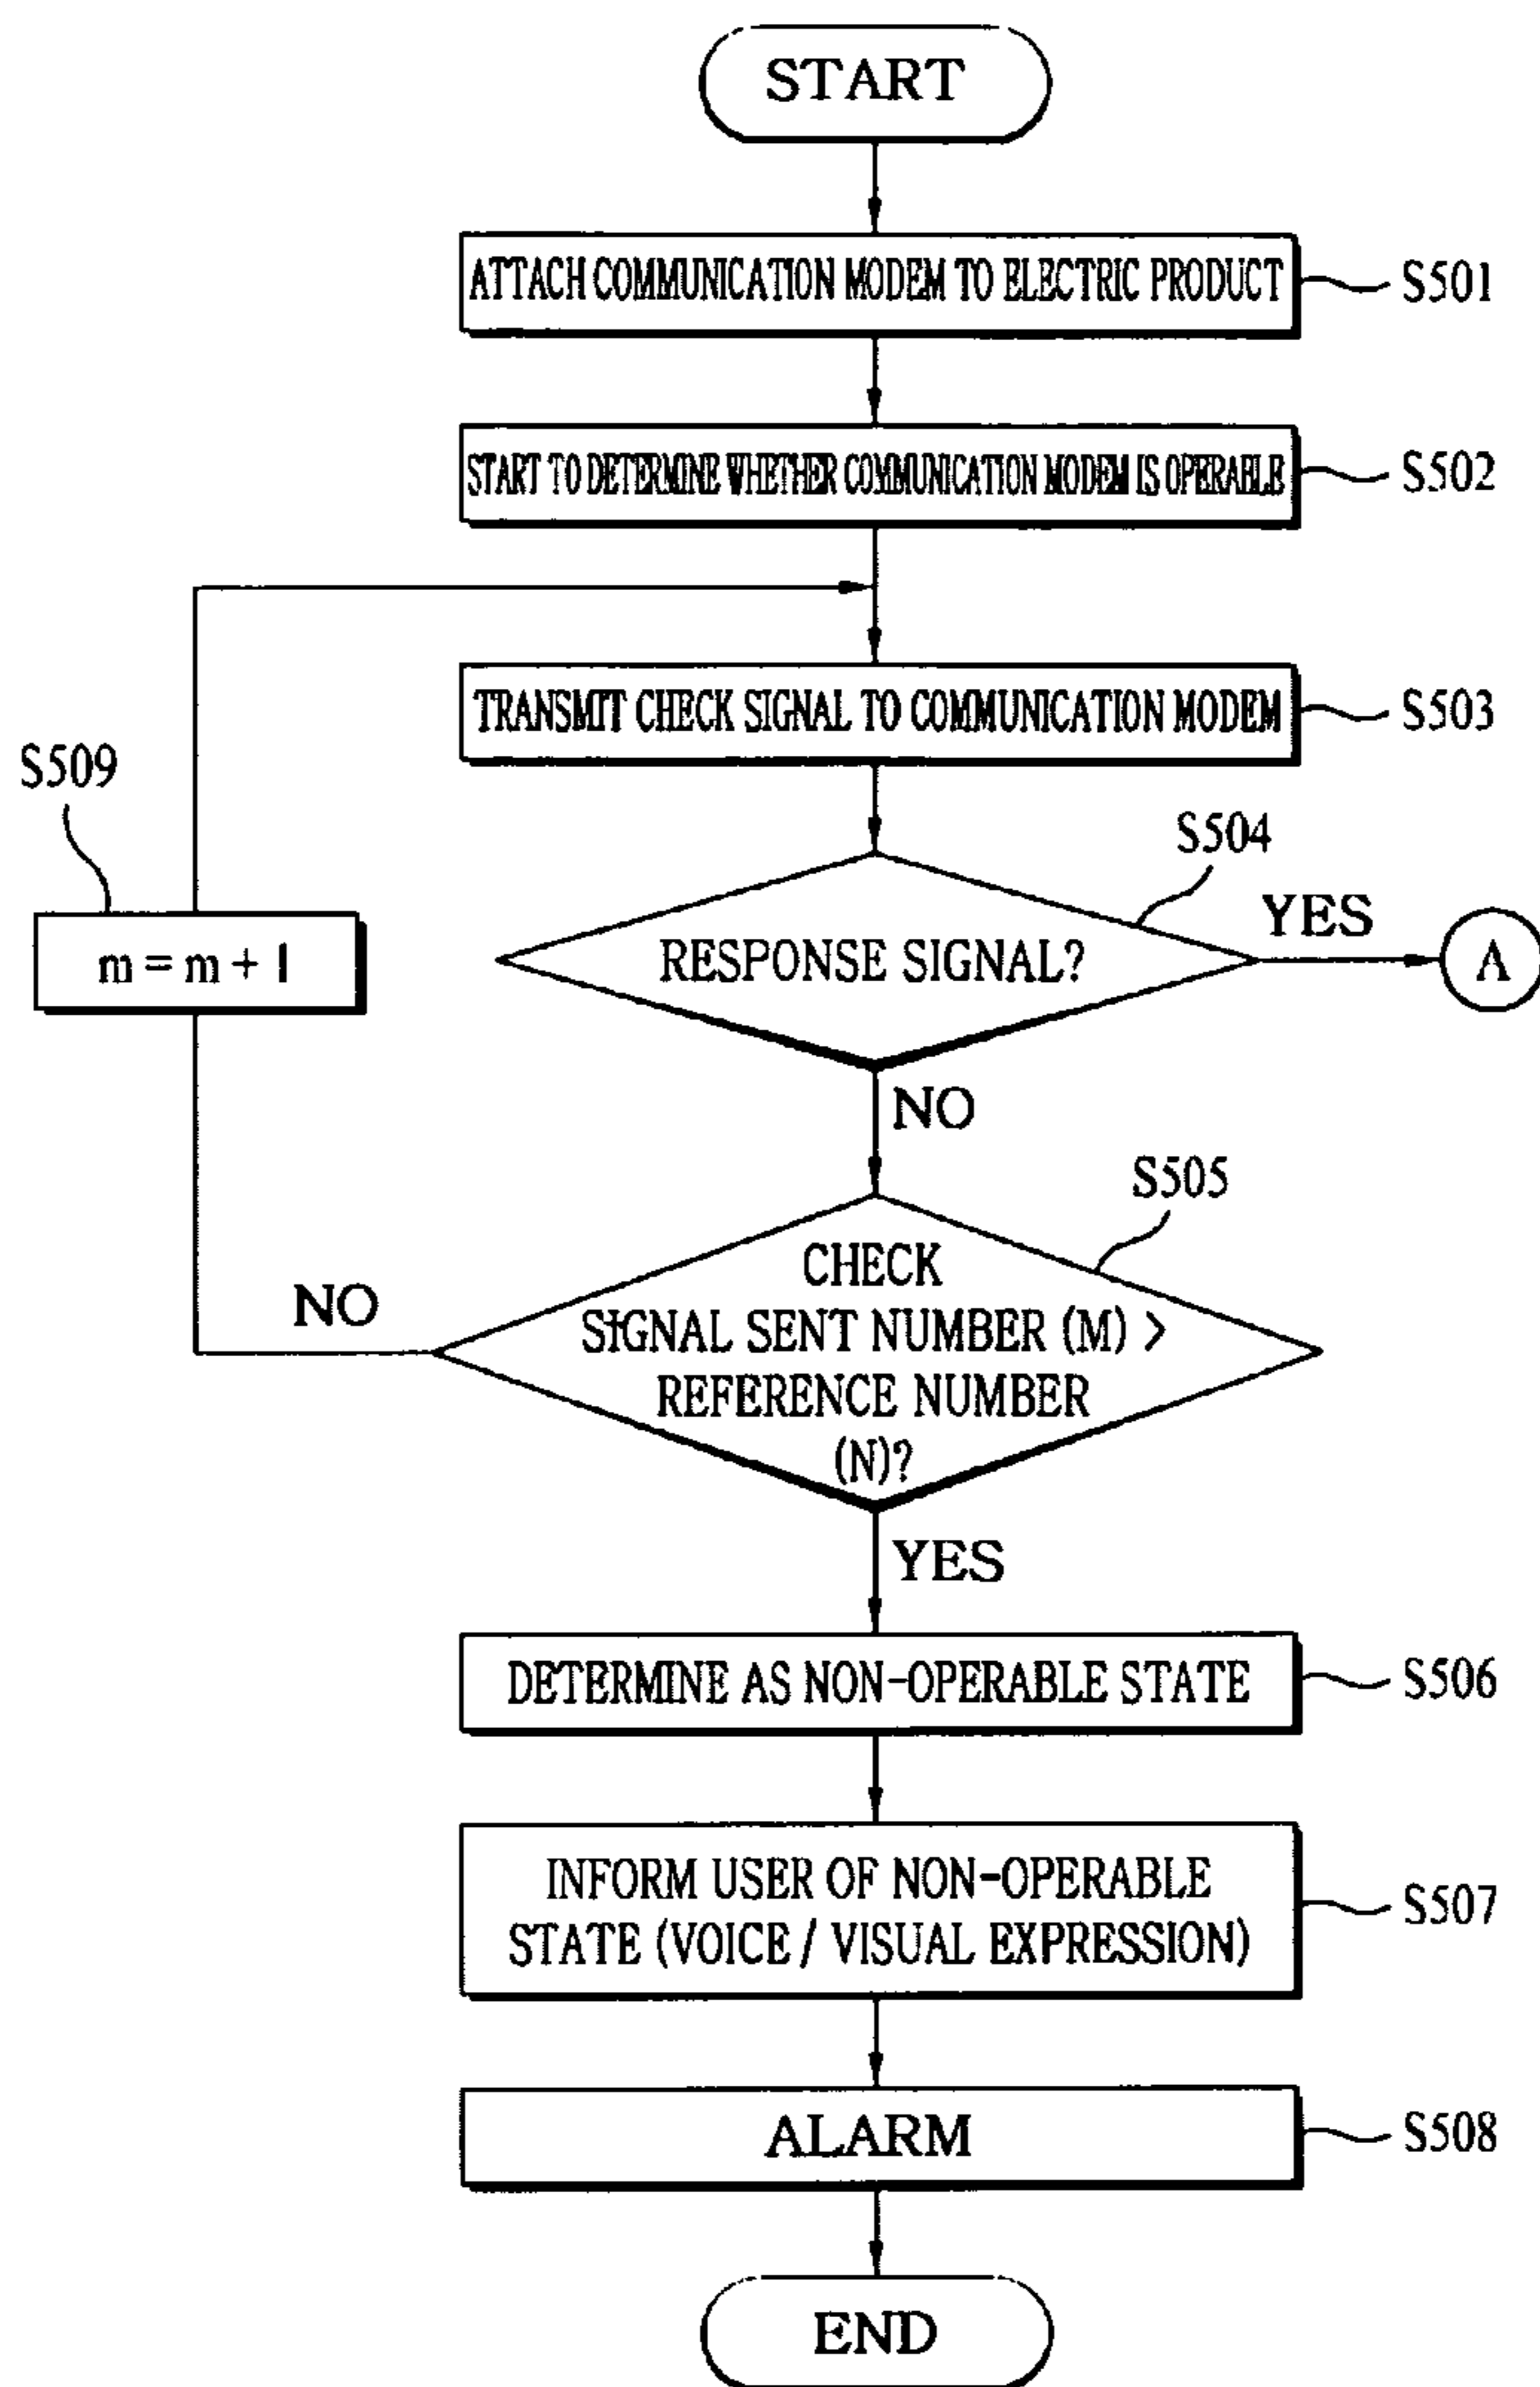 START
ATTACH COMMUNICATION MODEM TO ELECTRIC PRODUCT
S501
START TO DETERMINE WHETHER COMMUNICATION MODEM IS OPERABLE
S502
TRANSMIT CHECK SIGNAL TO COMMUNICATION MODEM
S503
S509
m = m + 1
S504
RESPONSE SIGNAL?
YES
A
NO
S505
CHECK
SIGNAL SENT NUMBER (M) >
REFERENCE NUMBER
(N)?
NO
YES
DETERMINE AS NON-OPERABLE STATE
S506
INFORM USER OF NON-OPERABLE
STATE (VOICE / VISUAL EXPRESSION)
S507
ALARM
S508
END